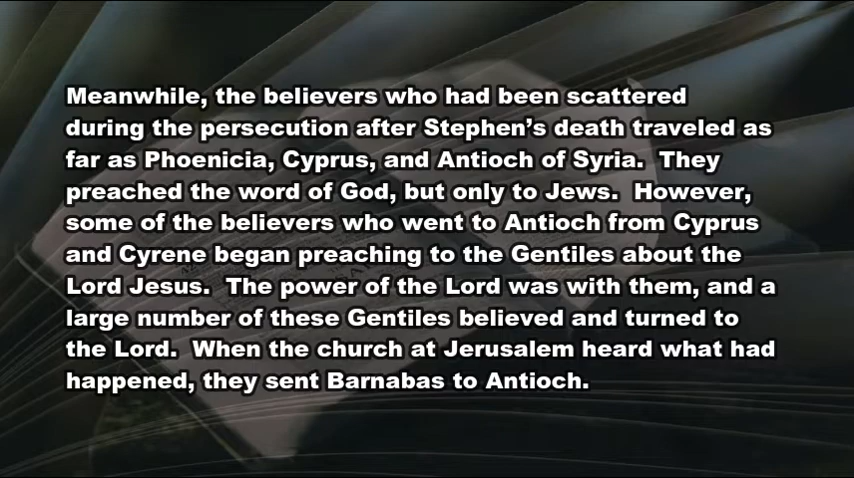 Meanwhile, the believers who had been scattered
during the persecution after Stephen’s death traveled as
far as Phoenicia, Cyprus, and Antioch of Syria.  They
preached the word of God, but only to Jews.  However,
some of the believers who went to Antioch from Cyprus
and Cyrene began preaching to the Gentiles about the
Lord Jesus.  The power of the Lord was with them, and a
large number of these Gentiles believed and turned to
the Lord.  When the church at Jerusalem heard what had
happened, they sent Barnabas to Antioch.